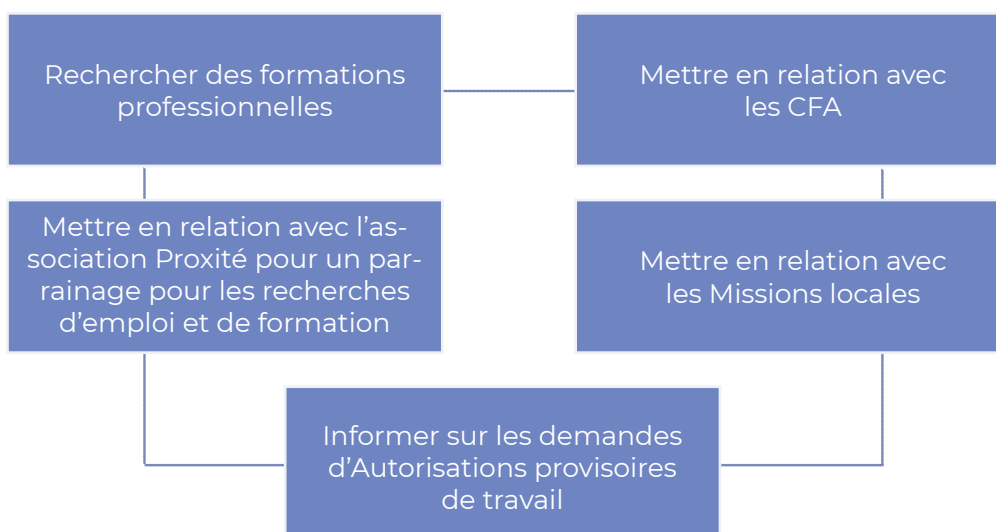 Rechercher des formations
professionnelles
Mettre en relation avec
les CFA
Mettre en relation avec l’as-
sociation Proxité pour un par-
rainage pour les recherches
d’emploi et de formation
Mettre en relation avec
les Missions locales
Informer sur les demandes
d’Autorisations provisoires
de travail